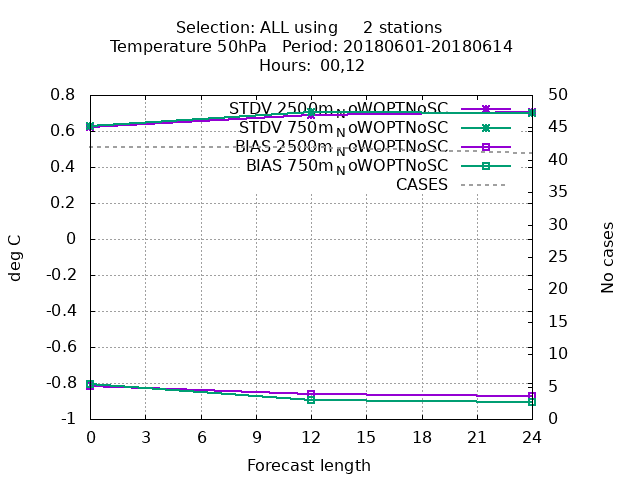 Selection: ALL using     2 stations
Temperature 50hPa   Period: 20180601-20180614
Hours:  00,12
0.8
0.6
0.4
0.2
0
-0.2
-0.4
-0.6
-0.8
-1
deg C
STDV 2500m_NoWOPTNoSC
STDV 750m_NoWOPTNoSC
BIAS 2500m_NoWOPTNoSC
BIAS 750m_NoWOPTNoSC
CASES
50
45
40
35
30
25
20
15
10
5
0
No cases
0 3 6 9 12 15 18 21 24
Forecast length